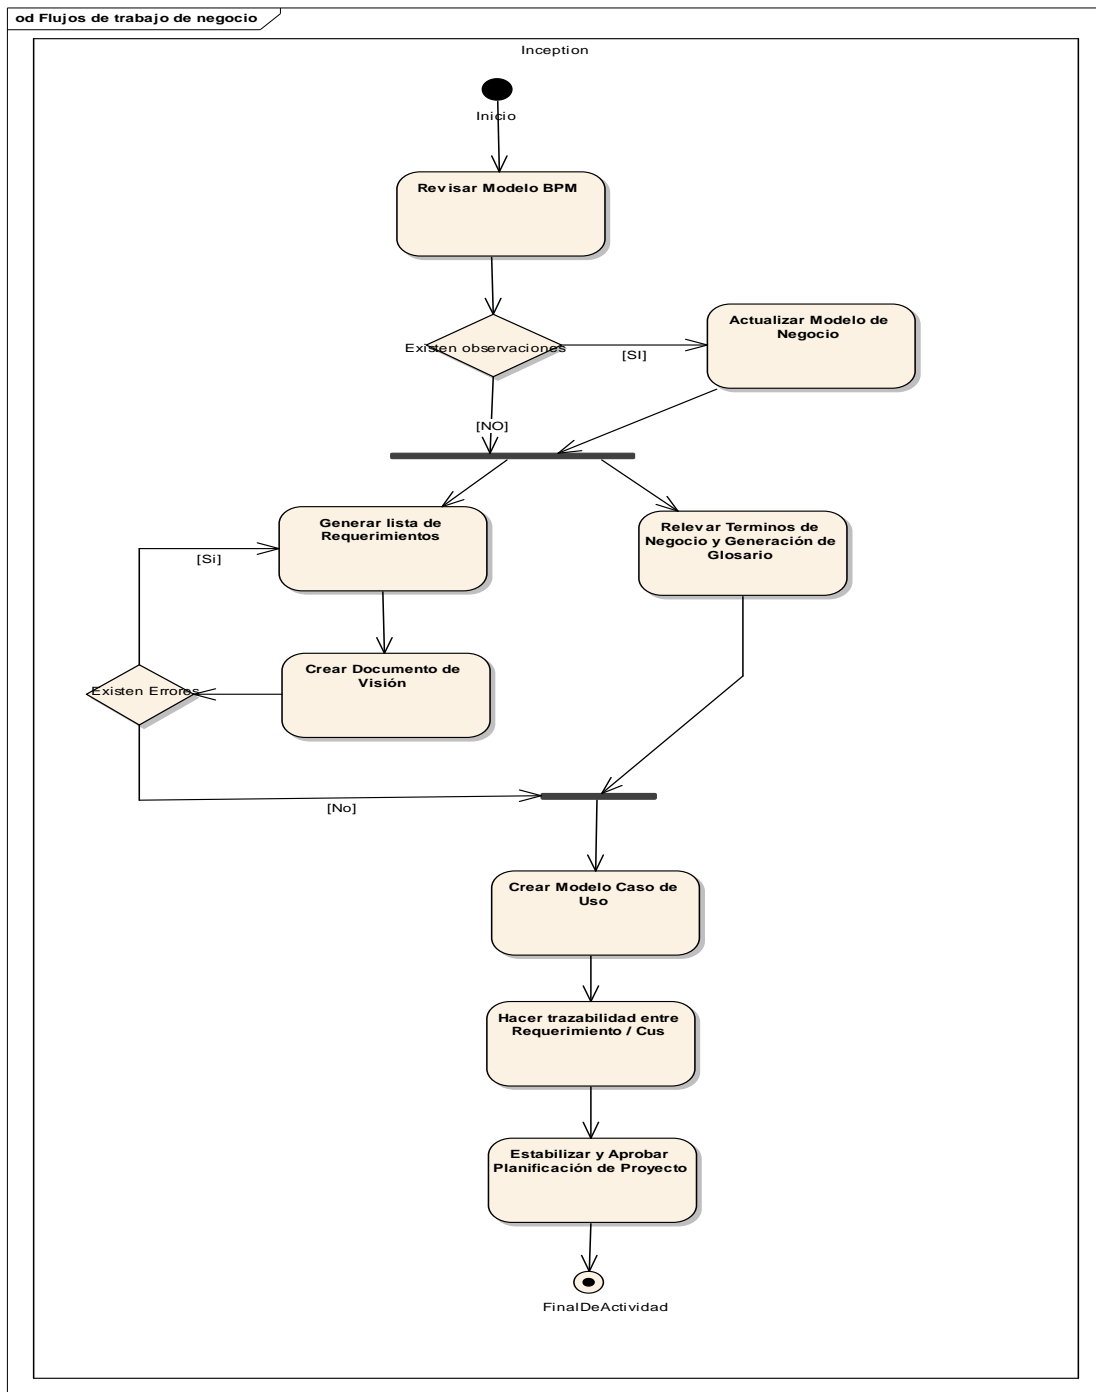 od Flujos de trabajo de negocio
Inception
Inicio
Revisar Modelo BPM
Actualizar Modelo de
Negocio
Existen observaciones
[SI]
[NO]
Generar lista de
Requerimientos
Relevar Terminos de
Negocio y Generación de
Glosario
[Si]
Crear Documento de
Visión
Existen Errores
[No]
Crear Modelo Caso de
Uso
Hacer trazabilidad entre
Requerimiento / Cus
Estabilizar y Aprobar
Planificación de Proyecto
FinalDeActividad